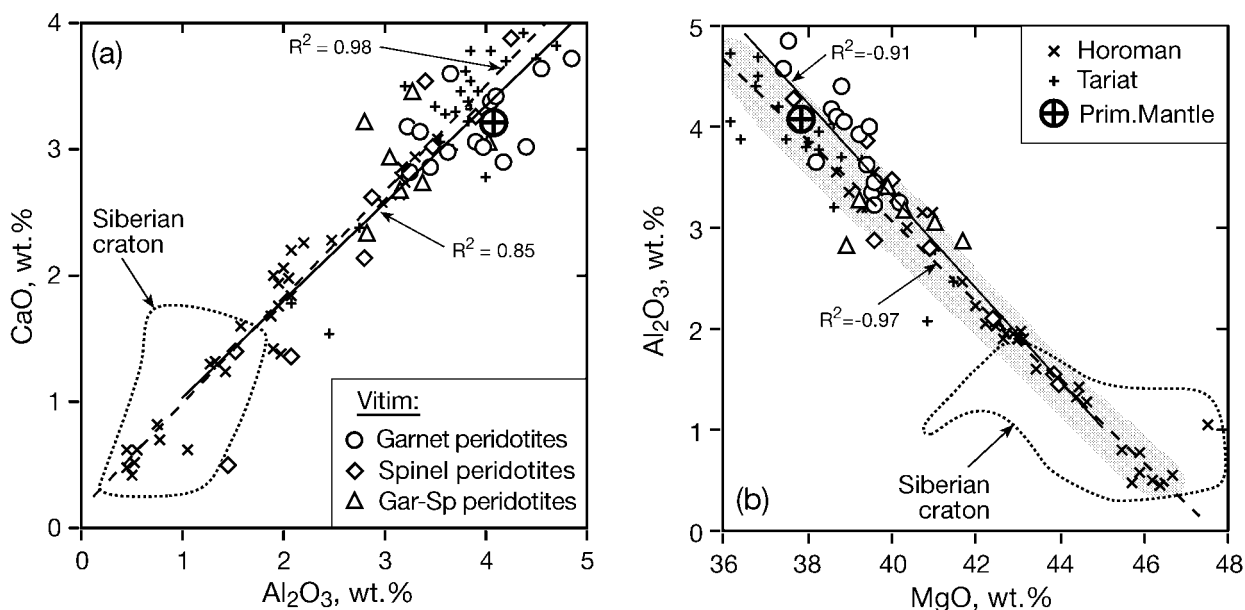 (a)
R² = 0.98
R² = 0.85
Siberian
craton
Vitim:
Garnet peridotites
Spinel peridotites
Gar-Sp peridotites
CaO, wt.%
4
3
2
1
0
0 1 2 3 4 5
Al₂O₃, wt.%
(b)
R²=-0.91
R²=-0.97
Horoman
Tariat
Prim.Mantle
Siberian
craton
Al₂O₃, wt.%
5
4
3
2
1
0
36 38 40 42 44 46 48
MgO, wt.%